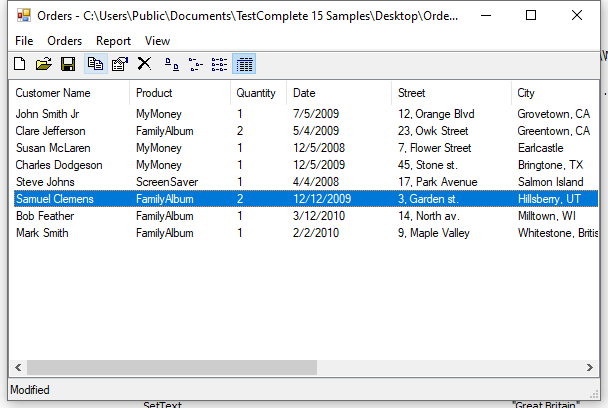 Orders - C:\Users\Public\Documents\TestComplete 15 Samples\Desktop\Orde...
File Orders Report View
Customer Name Product Quantity Date Street City
John Smith Jr MyMoney 1 7/5/2009 12, Orange Blvd Grovetown, CA
Clare Jefferson FamilyAlbum 2 5/4/2009 23, Owk Street Greentown, CA
Susan McLaren MyMoney 1 12/5/2008 7, Flower Street Earlcastle
Charles Dodgeson MyMoney 1 12/5/2009 45, Stone st. Bringtone, TX
Steve Johns ScreenSaver 1 4/4/2008 17, Park Avenue Salmon Island
Samuel Clemens FamilyAlbum 2 12/12/2009 3, Garden st. Hillsberry, UT
Bob Feather FamilyAlbum 1 3/12/2010 14, North av. Milltown, WI
Mark Smith FamilyAlbum 1 2/2/2010 9, Maple Valley Whitestone, Britis
Modified
SetText "Great Britain"